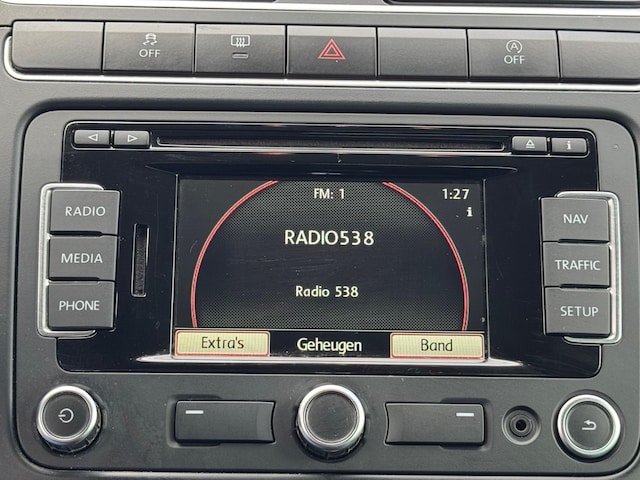 OFF
A
OFF
i
RADIO
MEDIA
PHONE
FM: 1
1:27
i
RADIO538
Radio 538
Extra's
Geheugen
Band
NAV
TRAFFIC
SETUP